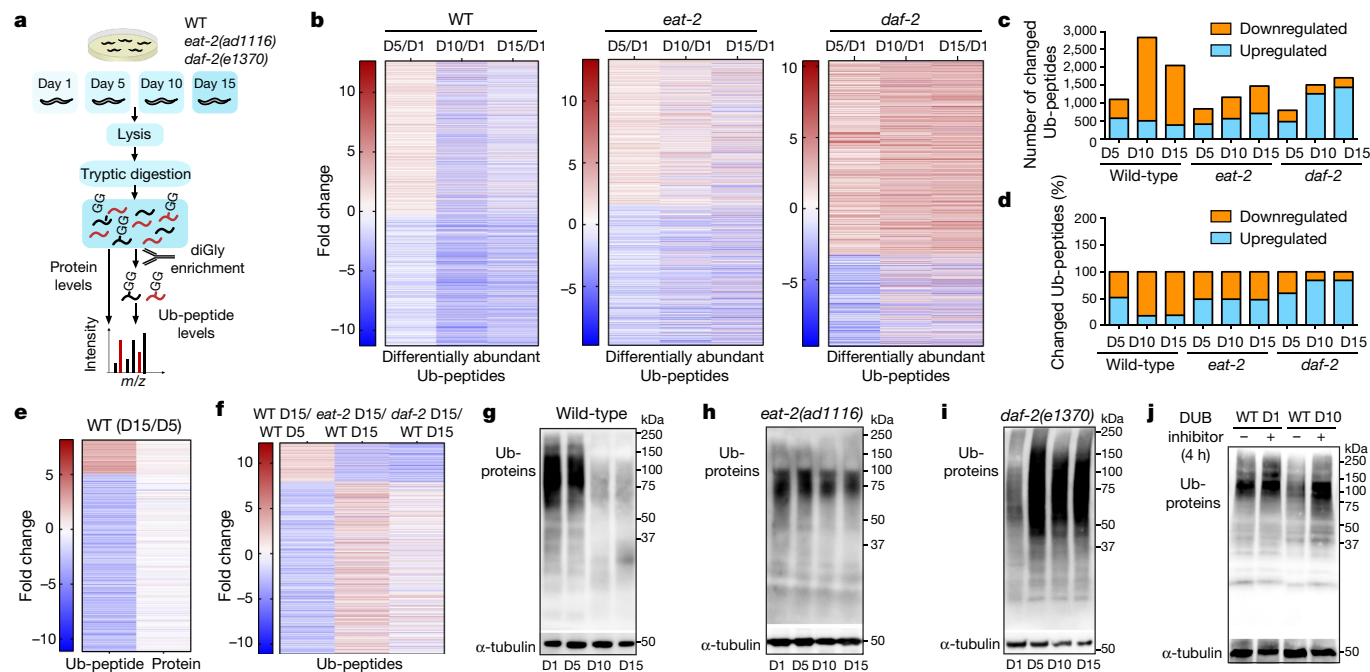 a
WT
eat-2(ad1116)
daf-2(e1370)
Day 1
Day 5
Day 10
Day 15
Lysis
Tryptic digestion
GG
GG
GG
GG
Protein
levels
diGly
enrichment
GG
GG
Ub-peptide
levels
Intensity
m/z
b
WT
eat-2
daf-2
D5/D1
D10/D1
D15/D1
D5/D1
D10/D1
D15/D1
D5/D1
D10/D1
D15/D1
Fold change
10
5
0
−5
−10
10
5
0
−5
5
0
−5
Differentially abundant
Ub-peptides
Differentially abundant
Ub-peptides
Differentially abundant
Ub-peptides
c
Number of changed
Ub-peptides
3,000
2,500
2,000
1,500
1,000
500
0
Downregulated
Upregulated
D5
D10
D15
D5
D10
D15
D5
D10
D15
Wild-type
eat-2
daf-2
d
Changed Ub-peptides (%)
200
150
100
50
0
Downregulated
Upregulated
D5
D10
D15
D5
D10
D15
D5
D10
D15
Wild-type
eat-2
daf-2
e
WT (D15/D5)
Fold change
5
0
−5
−10
Ub-peptide
Protein
f
WT D15/
WT D5
eat-2 D15/
WT D15
daf-2 D15/
WT D15
Fold change
10
5
0
−5
−10
Ub-peptides
g
Wild-type
kDa
Ub-
proteins
250
150
100
75
50
37
α-tubulin
50
D1
D5
D10
D15
h
eat-2(ad1116)
kDa
Ub-
proteins
250
150
100
75
50
37
α-tubulin
50
D1
D5
D10
D15
i
daf-2(e1370)
kDa
Ub-
proteins
250
150
100
75
50
37
α-tubulin
50
D1
D5
D10
D15
j
DUB
inhibitor
(4 h)
WT D1
WT D10
− + − +
kDa
Ub-
proteins
250
150
100
75
50
37
α-tubulin
50